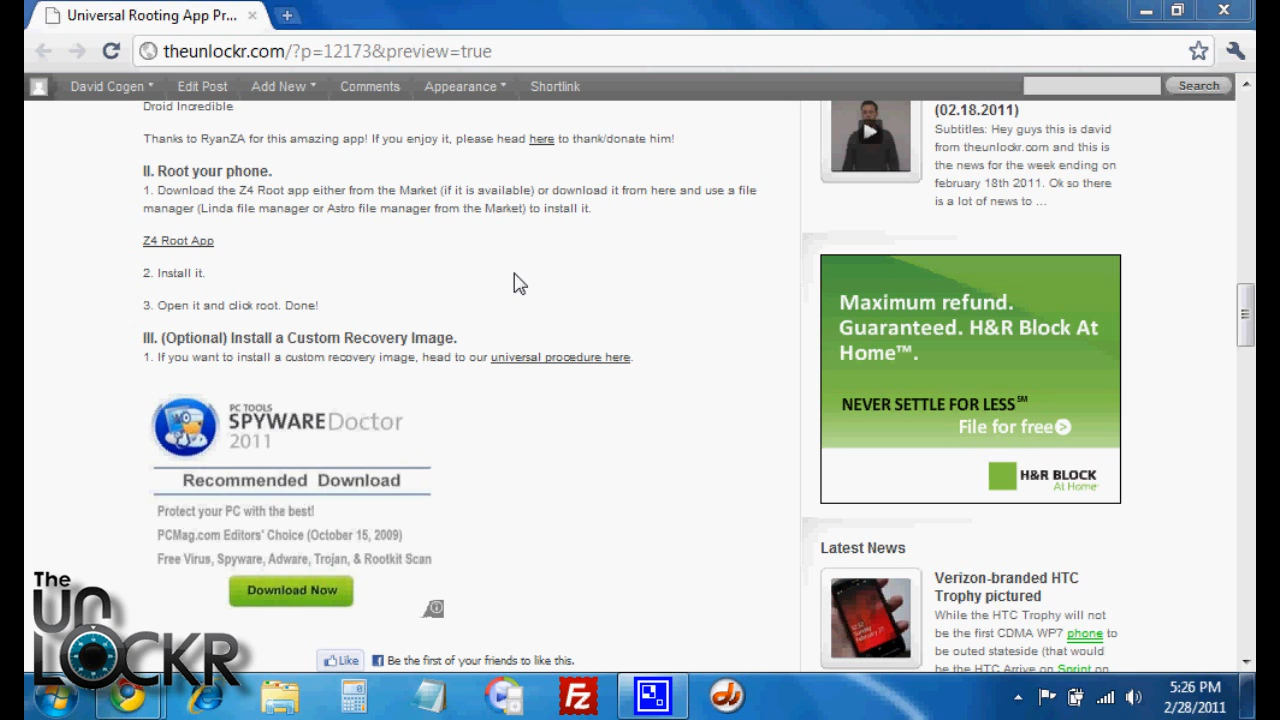 Universal Rooting App Pr...
theunlockr.com/?p=12173&preview=true
David Cogen Edit Post Add New Comments Appearance Shortlink Search
Droid Incredible
Thanks to RyanZA for this amazing app! If you enjoy it, please head here to thank/donate him!
II. Root your phone.
1. Download the Z4 Root app either from the Market (if it is available) or download it from here and use a file
manager (Linda file manager or Astro file manager from the Market) to install it.
Z4 Root App
2. Install it.
3. Open it and click root. Done!
III. (Optional) Install a Custom Recovery Image.
1. If you want to install a custom recovery image, head to our universal procedure here.
PC TOOLS
SPYWARE Doctor
2011
Recommended Download
Protect your PC with the best!
PCMag.com Editors' Choice (October 15, 2009)
Free Virus, Spyware, Adware, Trojan, & Rootkit Scan
Download Now
Like Be the first of your friends to like this.
(02.18.2011)
Subtitles: Hey guys this is david
from theunlockr.com and this is
the news for the week ending on
february 18th 2011. Ok so there
is a lot of news to ...
Maximum refund.
Guaranteed. H&R Block At
Home™.
NEVER SETTLE FOR LESS℠
File for free
H&R BLOCK
At Home
Latest News
Verizon-branded HTC
Trophy pictured
While the HTC Trophy will not
be the first CDMA WP7 phone to
be outed stateside (that would
be the HTC Arrive on Sprint on
The
UNLOCKR
Fz
5:26 PM
2/28/2011